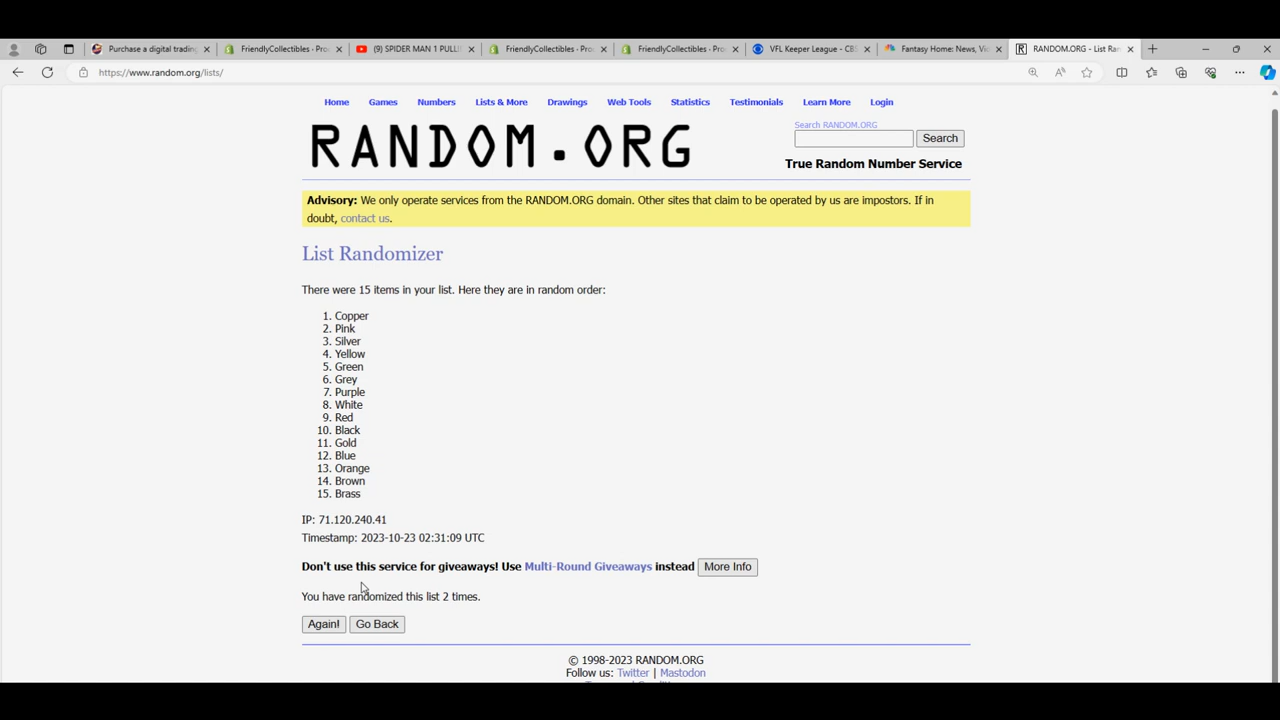 Purchase a digital trading
FriendlyCollectibles - Pro
(9) SPIDER MAN 1 PULL
FriendlyCollectibles - Pro
FriendlyCollectibles - Pro
VFL Keeper League - CBS
Fantasy Home: News, Vi
RANDOM.ORG - List Ran
https://www.random.org/lists/
Home Games Numbers Lists & More Drawings Web Tools Statistics Testimonials Learn More Login
RANDOM.ORG
Search RANDOM.ORG
Search
True Random Number Service
Advisory: We only operate services from the RANDOM.ORG domain. Other sites that claim to be operated by us are impostors. If in
doubt, contact us.
List Randomizer
There were 15 items in your list. Here they are in random order:
1. Copper
2. Pink
3. Silver
4. Yellow
5. Green
6. Grey
7. Purple
8. White
9. Red
10. Black
11. Gold
12. Blue
13. Orange
14. Brown
15. Brass
IP: 71.120.240.41
Timestamp: 2023-10-23 02:31:09 UTC
Don't use this service for giveaways! Use Multi-Round Giveaways instead More Info
You have randomized this list 2 times.
Again! Go Back
© 1998-2023 RANDOM.ORG
Follow us: Twitter | Mastodon